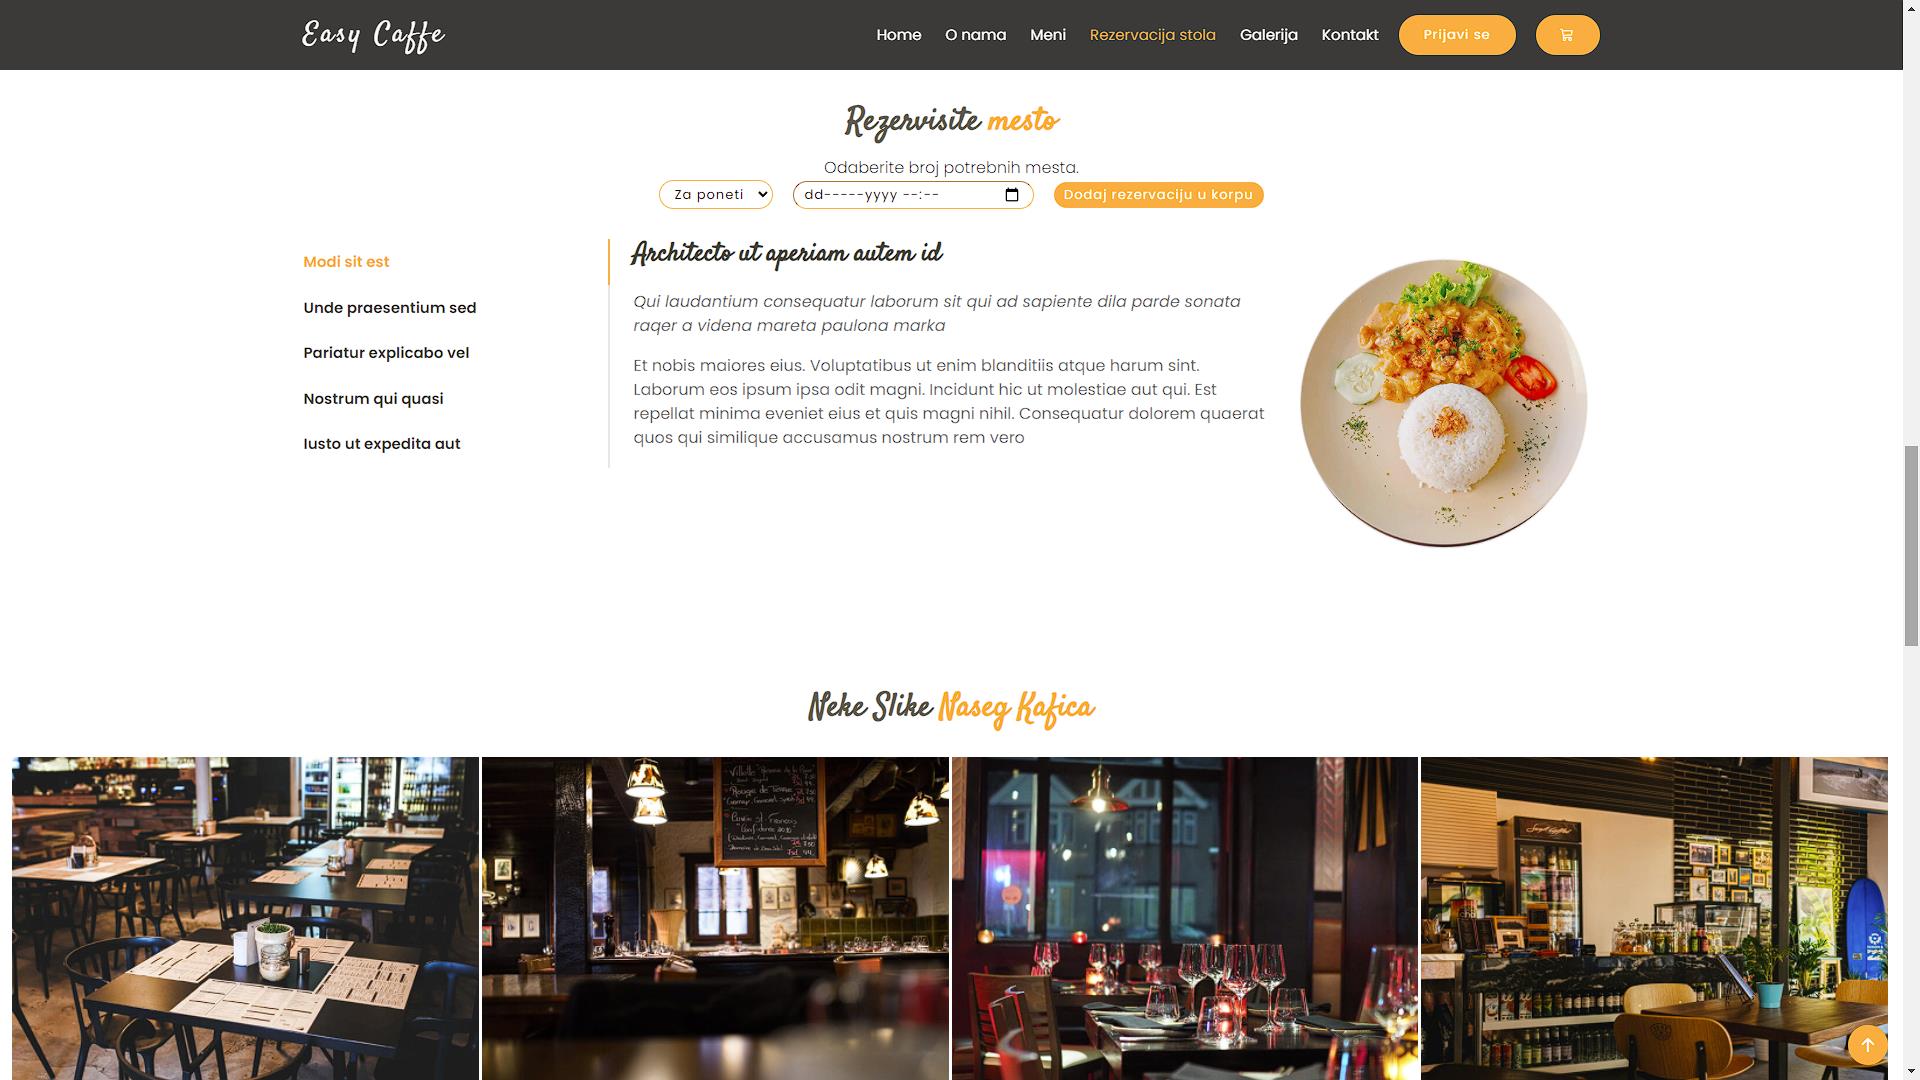 Easy Caffe
Home O nama Meni Rezervacija stola Galerija Kontakt Prijavi se
Rezervisite mesto
Odaberite broj potrebnih mesta.
Za poneti dd-----yyyy --:-- Dodaj rezervaciju u korpu
Modi sit est
Unde praesentium sed
Pariatur explicabo vel
Nostrum qui quasi
Iusto ut expedita aut
Architecto ut aperiam autem id
Qui laudantium consequatur laborum sit qui ad sapiente dila parde sonata
raqer a videna mareta paulona marka
Et nobis maiores eius. Voluptatibus ut enim blanditiis atque harum sint.
Laborum eos ipsum ipsa odit magni. Incidunt hic ut molestiae aut qui. Est
repellat minima eveniet eius et quis magni nihil. Consequatur dolorem quaerat
quos qui similique accusamus nostrum rem vero
Neke Slike Naseg Kafica